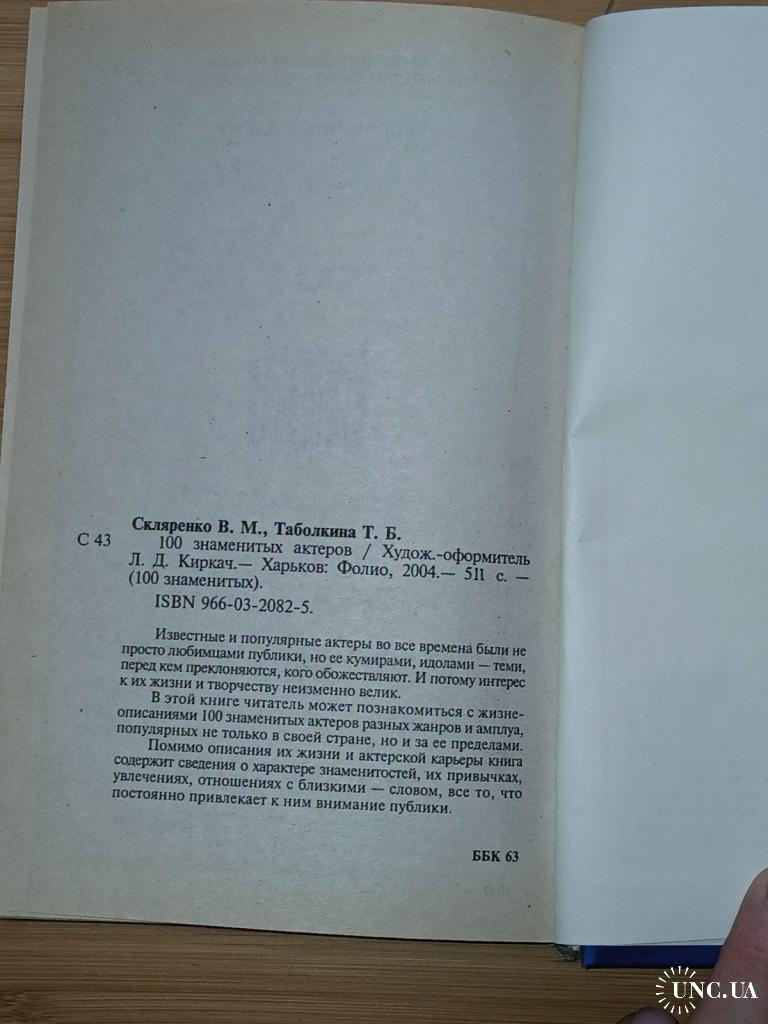 Скляренко В. М., Таболкина Т. Б.
С 43
100 знаменитых актеров / Худож.-оформитель
Л. Д. Киркач.— Харьков: Фолио, 2004.— 511 с. —
(100 знаменитых).
ISBN 966-03-2082-5.
Известные и популярные актеры во все времена были не
просто любимцами публики, но ее кумирами, идолами — теми,
перед кем преклоняются, кого обожествляют. И потому интерес
к их жизни и творчеству неизменно велик.
В этой книге читатель может познакомиться с жизне-
описаниями 100 знаменитых актеров разных жанров и амплуа,
популярных не только в своей стране, но и за ее пределами.
Помимо описания их жизни и актерской карьеры книга
содержит сведения о характере знаменитостей, их привычках,
увлечениях, отношениях с близкими — словом, все то, что
постоянно привлекает к ним внимание публики.
ББК 63
UNC.UA